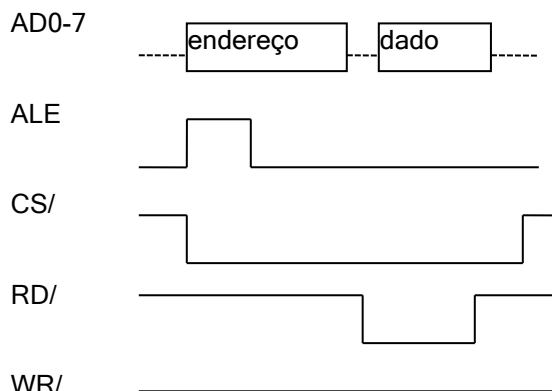 AD0-7
endereço dado
ALE
CS/
RD/
WR/